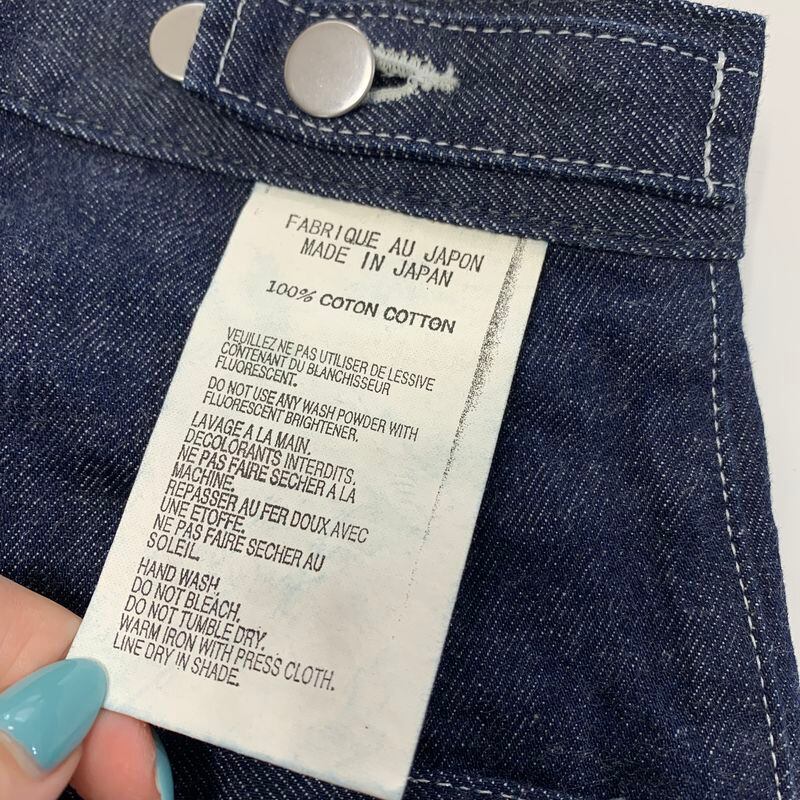 FABRIQUE AU JAPON
MADE IN JAPAN
100% COTON COTTON
VEUILLEZ NE PAS UTILISER DE LESSIVE
CONTENANT DU BLANCHISSEUR
FLUORESCENT.
DO NOT USE ANY WASH POWDER WITH
FLUORESCENT BRIGHTENER.
LAVAGE A LA MAIN.
DECOLORANTS INTERDITS.
NE PAS FAIRE SECHER A LA
MACHINE.
REPASSER AU FER DOUX AVEC
UNE ETOFFE.
NE PAS FAIRE SECHER AU
SOLEIL.
HAND WASH.
DO NOT BLEACH.
DO NOT TUMBLE DRY.
WARM IRON WITH PRESS CLOTH.
LINE DRY IN SHADE.